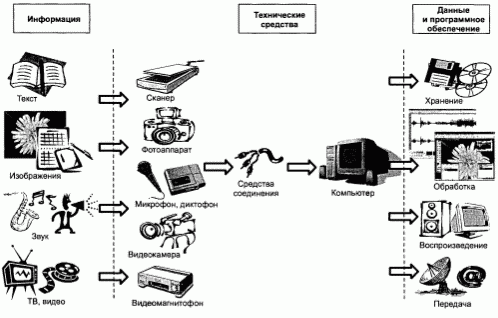 Информация
Технические
средства
Данные
и программное
обеспечение
Текст
Изображения
Звук
ТВ, видео
Сканер
Фотоаппарат
Микрофон, диктофон
Видеокамера
Видеомагнитофон
Средства
соединения
Компьютер
Хранение
Обработка
Воспроизведение
Передача